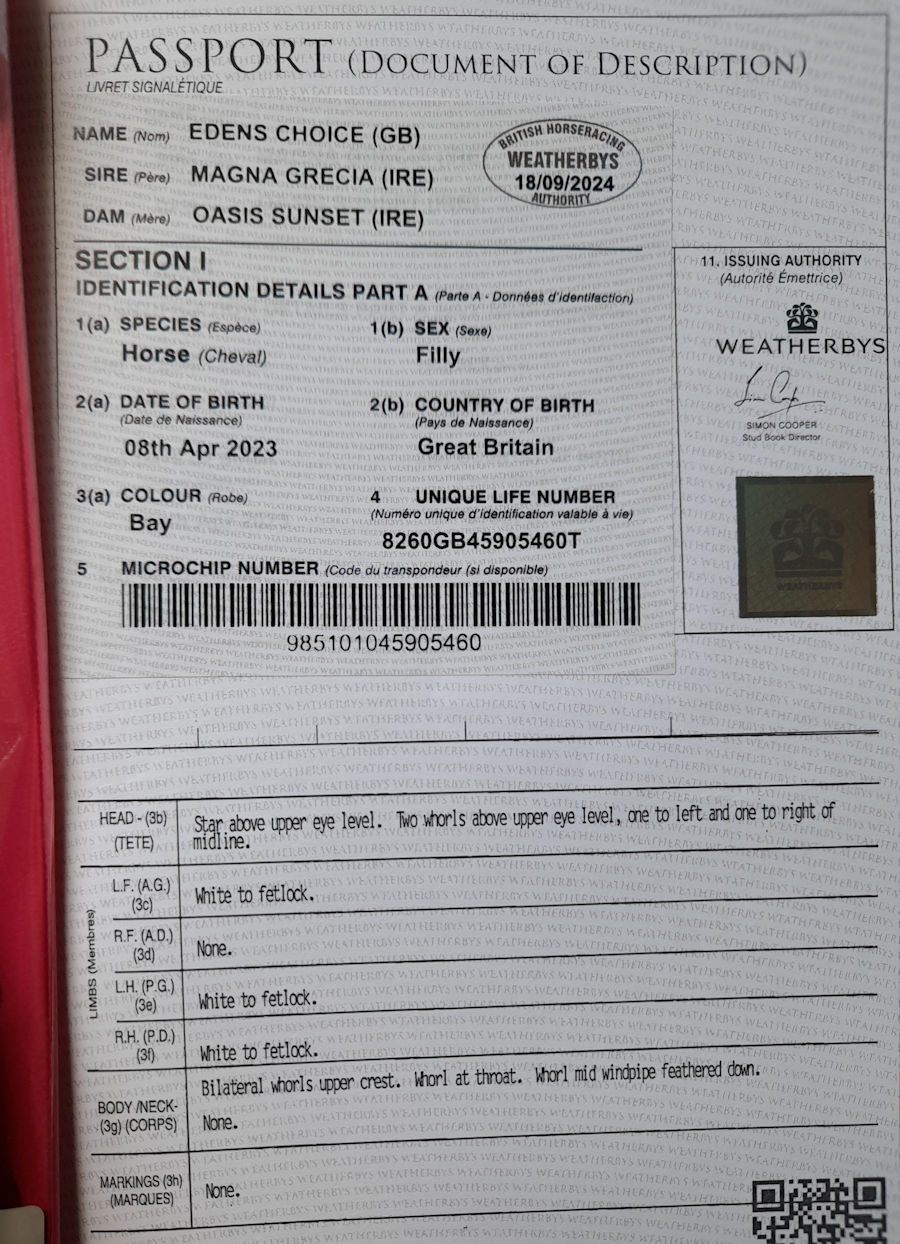 PASSPORT (DOCUMENT OF DESCRIPTION)
LIVRET SIGNALÉTIQUE
NAME (Nom) EDENS CHOICE (GB)
SIRE (Père) MAGNA GRECIA (IRE)
DAM (Mère) OASIS SUNSET (IRE)
BRITISH HORSERACING
WEATHERBYS
18/09/2024
AUTHORITY
SECTION I
IDENTIFICATION DETAILS PART A (Parte A - Données d'identifaction)
1(a) SPECIES (Espèce) 1(b) SEX (Sexe)
Horse (Cheval) Filly
2(a) DATE OF BIRTH 2(b) COUNTRY OF BIRTH
(Date de Naissance) (Pays de Naissance)
08th Apr 2023 Great Britain
3(a) COLOUR (Robe) 4 UNIQUE LIFE NUMBER
Bay (Numéro unique d'identification valable à vie)
8260GB45905460T
5 MICROCHIP NUMBER (Code du transpondeur (si disponible)
985101045905460
11. ISSUING AUTHORITY
(Autorité Émettrice)
WEATHERBYS
SIMON COOPER
Stud Book Director
WEATHERBYS
HEAD - (3b) Star above upper eye level. Two whorls above upper eye level, one to left and one to right of
(TETE) midline.
LIMBS (Membres)
L.F. (A.G.) White to fetlock.
(3c)
R.F. (A.D.) None.
(3d)
L.H. (P.G.) White to fetlock.
(3e)
R.H. (P.D.) White to fetlock.
(3f)
Bilateral whorls upper crest. Whorl at throat. Whorl mid windpipe feathered down.
BODY /NECK-
(3g) (CORPS) None.
MARKINGS (3h) None.
(MARQUES)